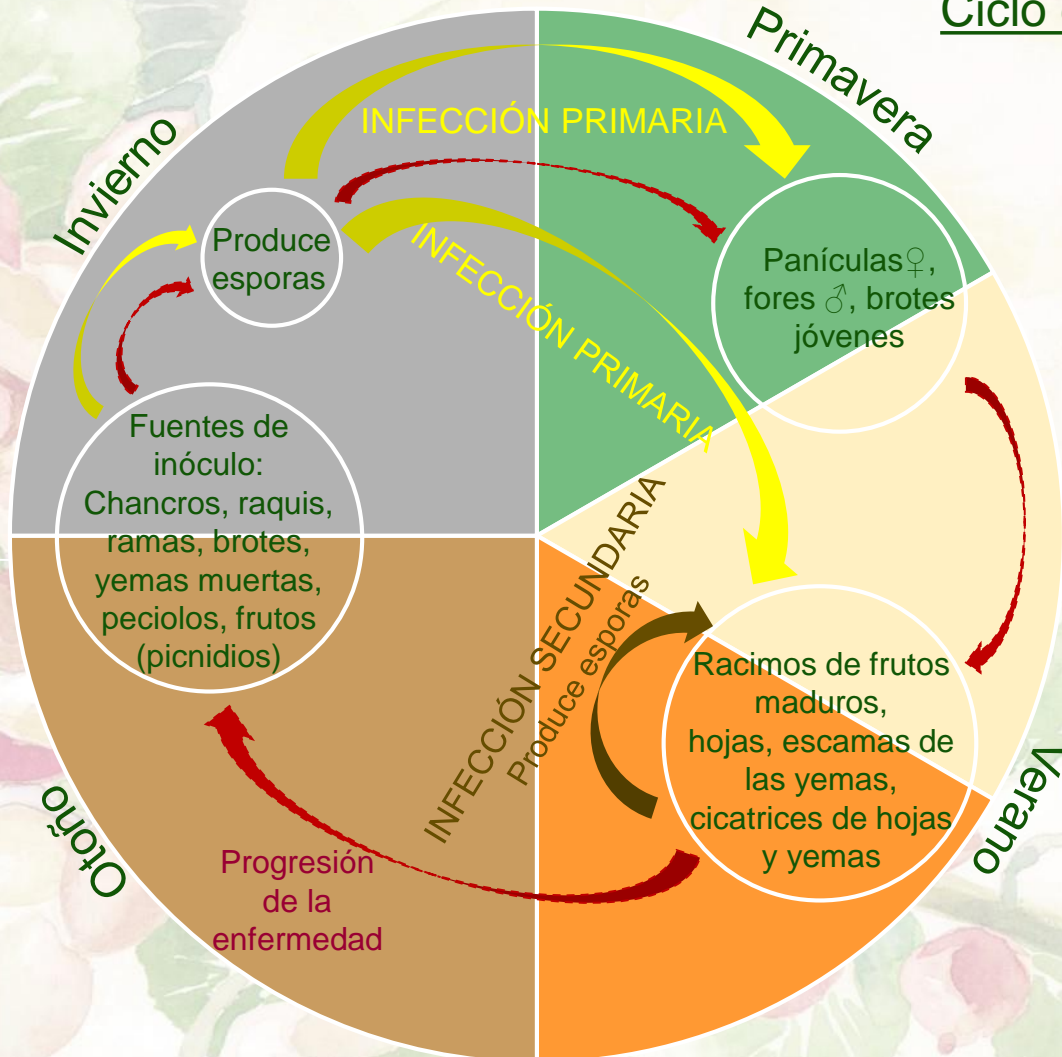 Ciclo
Primavera
Invierno
INFECCIÓN PRIMARIA
Produce
esporas
INFECCIÓN PRIMARIA
Paníciulas♀,
fores ♂, brotes
jóvenes
Fuentes de
inóculo:
Chancros, raquis,
ramas, brotes,
yemas muertas,
peciolos, frutos
(picnidios)
INFECCIÓN SECUNDARIA
Produce esporas
Racimos de frutos
maduros,
hojas, escamas de
las yemas,
cicatrices de hojas
y yemas
Verano
Otoño
Progresión
de la
enfermedad